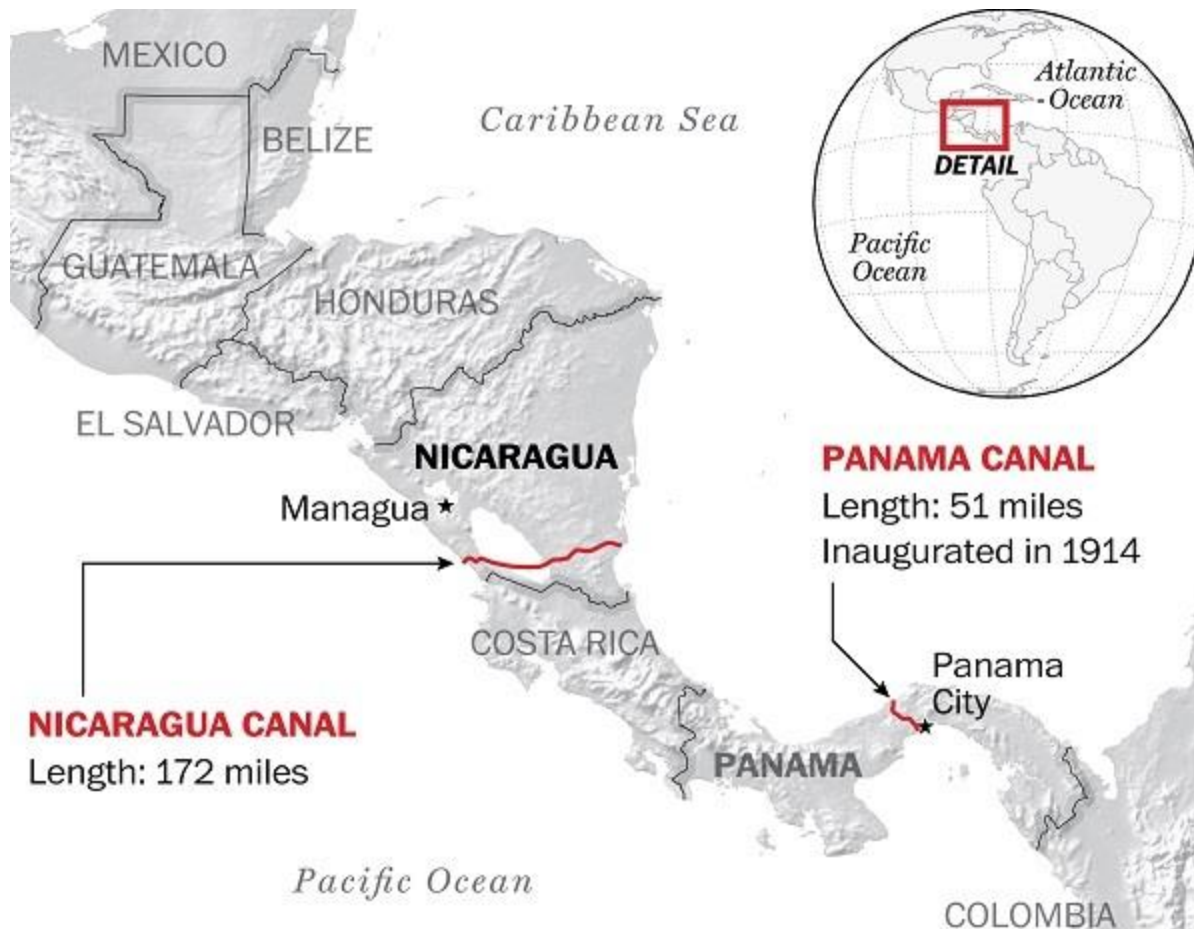 MEXICO
BELIZE
Caribbean Sea
Atlantic
Ocean
DETAIL
Pacific
Ocean
GUATEMALA
HONDURAS
EL SALVADOR
NICARAGUA
Managua
PANAMA CANAL
Length: 51 miles
Inaugurated in 1914
COSTA RICA
Panama
City
NICARAGUA CANAL
Length: 172 miles
PANAMA
Pacific Ocean
COLOMBIA